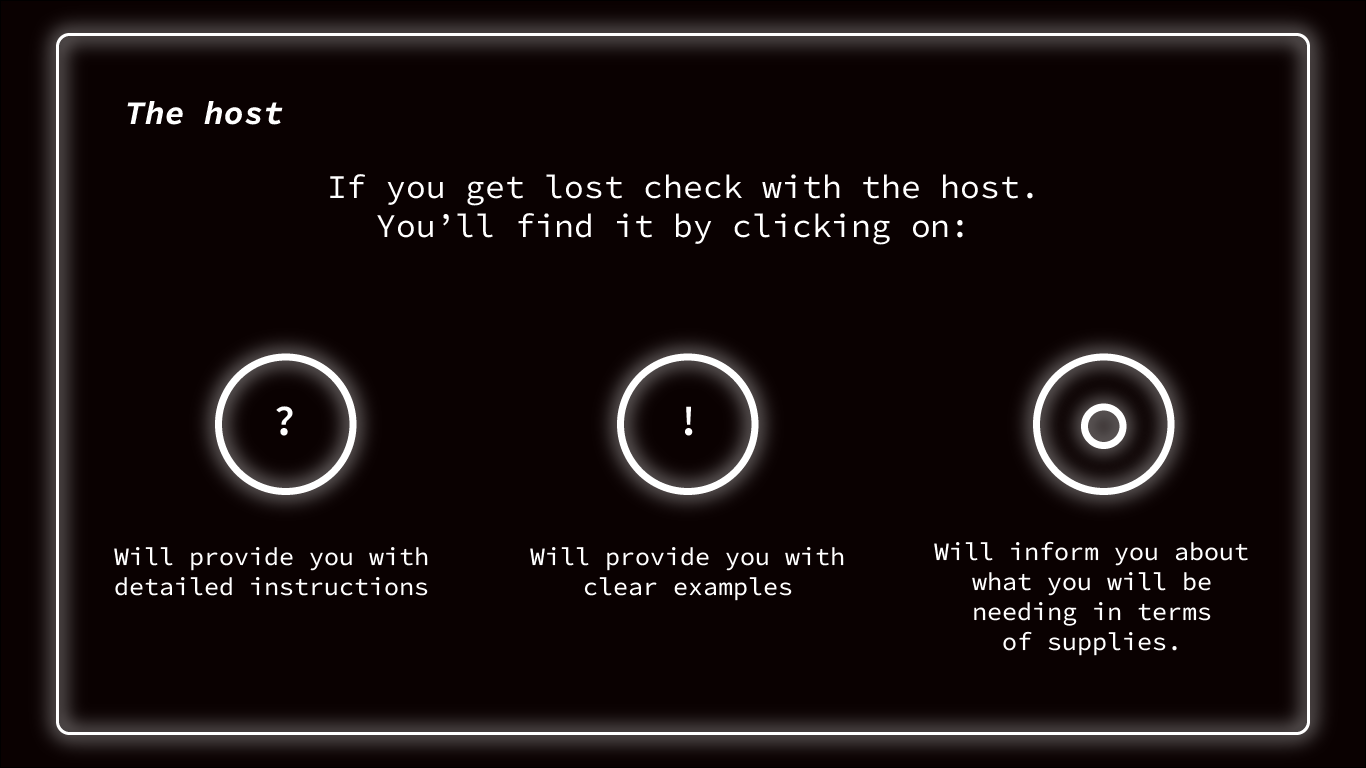 The host
If you get lost check with the host.
You’ll find it by clicking on:
?
!
Will provide you with
detailed instructions
Will provide you with
clear examples
Will inform you about
what you will be
needing in terms
of supplies.